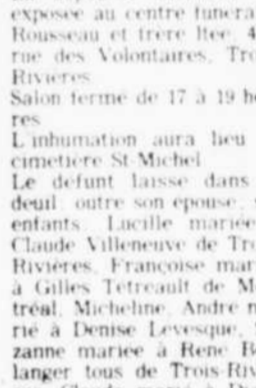 exposée au centre funéra
Rousseau et frère ltée, 4
rue des Volontaires, Tro
Rivières
Salon fermé de 17 à 19 he
res
L'inhumation aura lieu
cimetière St-Michel
Le défunt laisse dans
deuil outre son épouse,
enfants Lucille mariée
Claude Villeneuve de Tro
Rivières, Françoise mar
à Gilles Tetreault de M
tréal, Micheline, André m
rié à Denise Levesque,
zanne mariée à René Be
langer tous de Trois-Riv